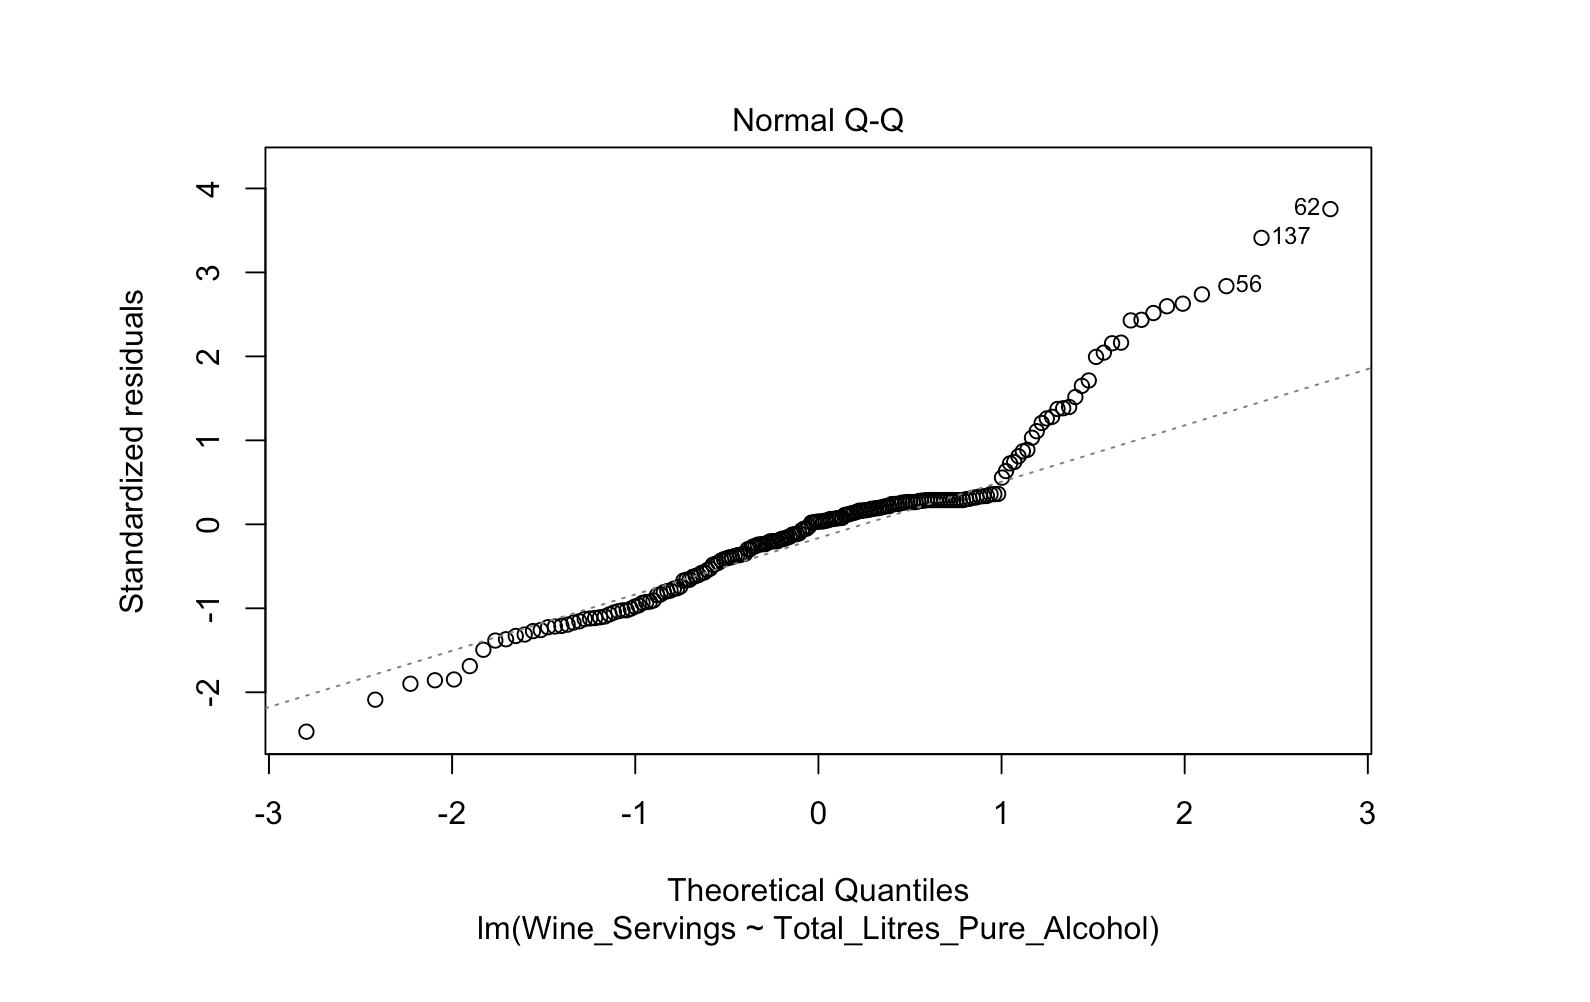 Normal Q-Q
Standardized residuals
4
3
2
1
0
-1
-2
62
137
56
-3 -2 -1 0 1 2 3
Theoretical Quantiles
lm(Wine_Servings ~ Total_Litres_Pure_Alcohol)